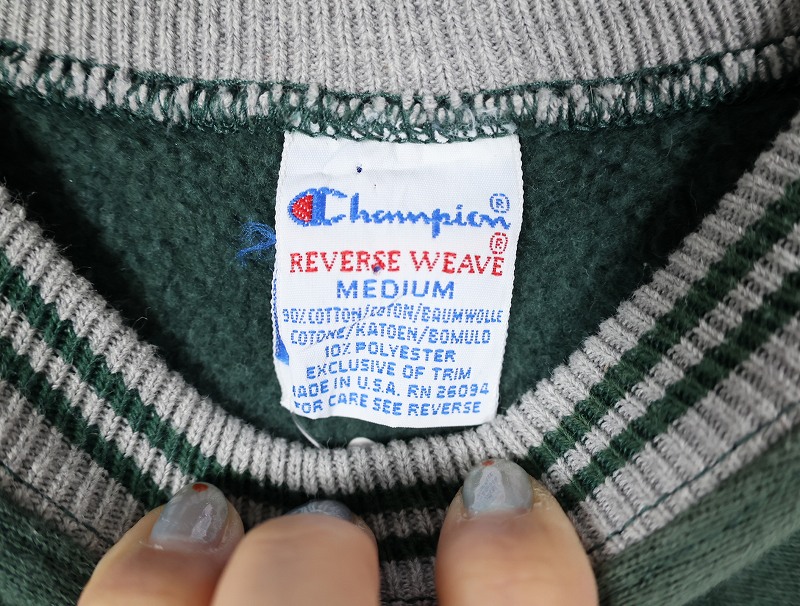 Champion®
REVERSE WEAVE®
MEDIUM
90% COTTON/COTON/BAUMWOLLE
COTONE/KATOEN/BOMULD
10% POLYESTER
EXCLUSIVE OF TRIM
MADE IN U.S.A. RN 26094
FOR CARE SEE REVERSE